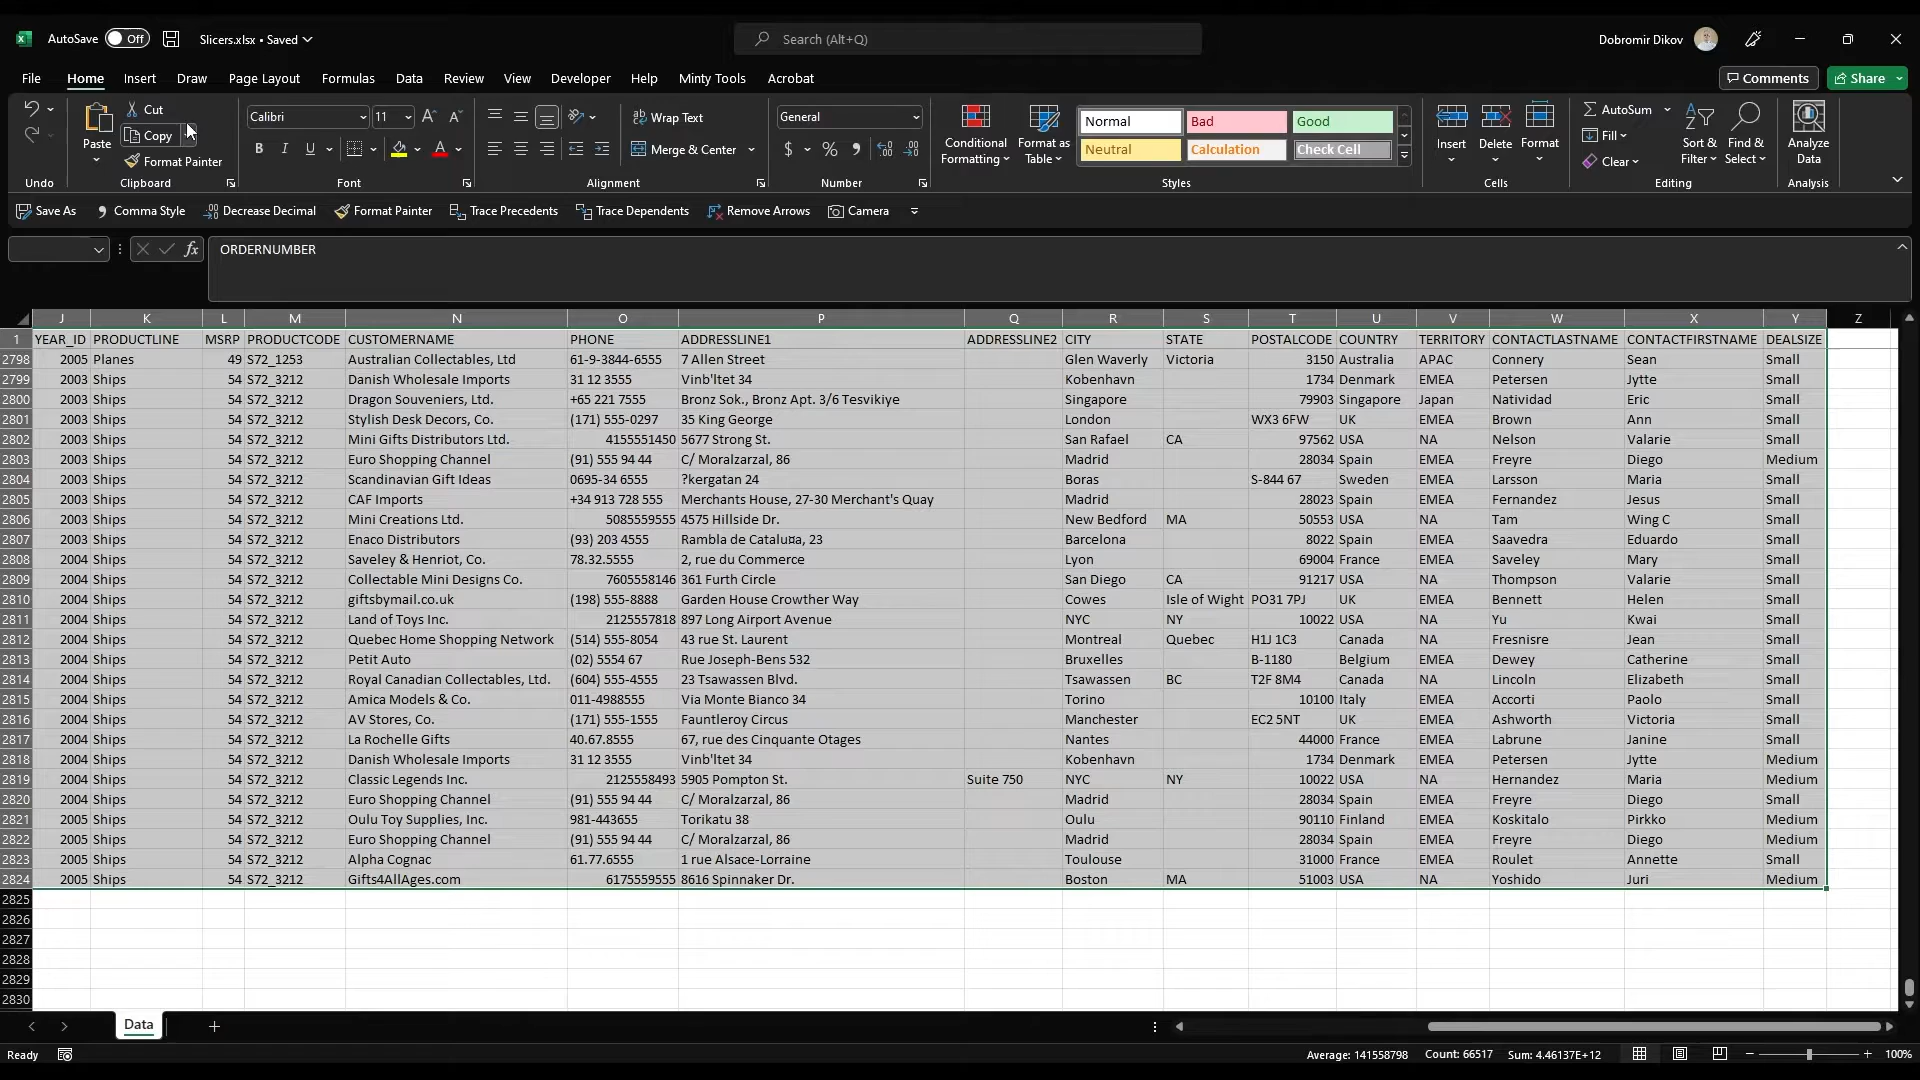 AutoSave Off Slicers.xlsx • Saved Search (Alt+Q) Dobromir Dikov
File Home Insert Draw Page Layout Formulas Data Review View Developer Help Minty Tools Acrobat Comments Share
Undo
Paste Cut Copy Format Painter Clipboard
Calibri 11 B I U A Font
Wrap Text Merge & Center Alignment
General $ % Number
Conditional Formatting Format as Table Normal Bad Good Neutral Calculation Check Cell Styles
Insert Delete Format Cells
AutoSum Fill Clear Sort & Filter Find & Select Editing
Analyze Data Analysis
Save As Comma Style Decrease Decimal Format Painter Trace Precedents Trace Dependents Remove Arrows Camera
fx ORDERNUMBER
J K L M N O P Q R S T U V W X Y Z
1 YEAR_ID PRODUCTLINE MSRP PRODUCTCODE CUSTOMERNAME PHONE ADDRESSLINE1 ADDRESSLINE2 CITY STATE POSTALCODE COUNTRY TERRITORY CONTACTLASTNAME CONTACTFIRSTNAME DEALSIZE
2798 2005 Planes 49 S72_1253 Australian Collectables, Ltd 61-9-3844-6555 7 Allen Street Glen Waverly Victoria 3150 Australia APAC Connery Sean Small
2799 2003 Ships 54 S72_3212 Danish Wholesale Imports 31 12 3555 Vinb'ltet 34 Kobenhavn 1734 Denmark EMEA Petersen Jytte Small
2800 2003 Ships 54 S72_3212 Dragon Souveniers, Ltd. +65 221 7555 Bronz Sok., Bronz Apt. 3/6 Tesvikiye Singapore 79903 Singapore Japan Natividad Eric Small
2801 2003 Ships 54 S72_3212 Stylish Desk Decors, Co. (171) 555-0297 35 King George London WX3 6FW UK EMEA Brown Ann Small
2802 2003 Ships 54 S72_3212 Mini Gifts Distributors Ltd. 4155551450 5677 Strong St. San Rafael CA 97562 USA NA Nelson Valarie Small
2803 2003 Ships 54 S72_3212 Euro Shopping Channel (91) 555 94 44 C/ Moralzarzal, 86 Madrid 28034 Spain EMEA Freyre Diego Medium
2804 2003 Ships 54 S72_3212 Scandinavian Gift Ideas 0695-34 6555 ?kergatan 24 Boras S-844 67 Sweden EMEA Larsson Maria Small
2805 2003 Ships 54 S72_3212 CAF Imports +34 913 728 555 Merchants House, 27-30 Merchant's Quay Madrid 28023 Spain EMEA Fernandez Jesus Small
2806 2003 Ships 54 S72_3212 Mini Creations Ltd. 5085559555 4575 Hillside Dr. New Bedford MA 50553 USA NA Tam Wing C Small
2807 2003 Ships 54 S72_3212 Enaco Distributors (93) 203 4555 Rambla de Cataluَa, 23 Barcelona 8022 Spain EMEA Saavedra Eduardo Small
2808 2004 Ships 54 S72_3212 Saveley & Henriot, Co. 78.32.5555 2, rue du Commerce Lyon 69004 France EMEA Saveley Mary Small
2809 2004 Ships 54 S72_3212 Collectable Mini Designs Co. 7605558146 361 Furth Circle San Diego CA 91217 USA NA Thompson Valarie Small
2810 2004 Ships 54 S72_3212 giftsbymail.co.uk (198) 555-8888 Garden House Crowther Way Cowes Isle of Wight PO31 7PJ UK EMEA Bennett Helen Small
2811 2004 Ships 54 S72_3212 Land of Toys Inc. 2125557818 897 Long Airport Avenue NYC NY 10022 USA NA Yu Kwai Small
2812 2004 Ships 54 S72_3212 Quebec Home Shopping Network (514) 555-8054 43 rue St. Laurent Montreal Quebec H1J 1C3 Canada NA Fresnisre Jean Small
2813 2004 Ships 54 S72_3212 Petit Auto (02) 5554 67 Rue Joseph-Bens 532 Bruxelles B-1180 Belgium EMEA Dewey Catherine Small
2814 2004 Ships 54 S72_3212 Royal Canadian Collectables, Ltd. (604) 555-4555 23 Tsawassen Blvd. Tsawassen BC T2F 8M4 Canada NA Lincoln Elizabeth Small
2815 2004 Ships 54 S72_3212 Amica Models & Co. 011-4988555 Via Monte Bianco 34 Torino 10100 Italy EMEA Accorti Paolo Small
2816 2004 Ships 54 S72_3212 AV Stores, Co. (171) 555-1555 Fauntleroy Circus Manchester EC2 5NT UK EMEA Ashworth Victoria Small
2817 2004 Ships 54 S72_3212 La Rochelle Gifts 40.67.8555 67, rue des Cinquante Otages Nantes 44000 France EMEA Labrune Janine Small
2818 2004 Ships 54 S72_3212 Danish Wholesale Imports 31 12 3555 Vinb'ltet 34 Kobenhavn 1734 Denmark EMEA Petersen Jytte Medium
2819 2004 Ships 54 S72_3212 Classic Legends Inc. 2125558493 5905 Pompton St. Suite 750 NYC NY 10022 USA NA Hernandez Maria Medium
2820 2004 Ships 54 S72_3212 Euro Shopping Channel (91) 555 94 44 C/ Moralzarzal, 86 Madrid 28034 Spain EMEA Freyre Diego Small
2821 2005 Ships 54 S72_3212 Oulu Toy Supplies, Inc. 981-443655 Torikatu 38 Oulu 90110 Finland EMEA Koskitalo Pirkko Medium
2822 2005 Ships 54 S72_3212 Euro Shopping Channel (91) 555 94 44 C/ Moralzarzal, 86 Madrid 28034 Spain EMEA Freyre Diego Medium
2823 2005 Ships 54 S72_3212 Alpha Cognac 61.77.6555 1 rue Alsace-Lorraine Toulouse 31000 France EMEA Roulet Annette Small
2824 2005 Ships 54 S72_3212 Gifts4AllAges.com 6175559555 8616 Spinnaker Dr. Boston MA 51003 USA NA Yoshido Juri Medium
2825
2826
2827
2828
2829
2830
Data
Ready Average: 141558798 Count: 66517 Sum: 4.46137E+12 100%